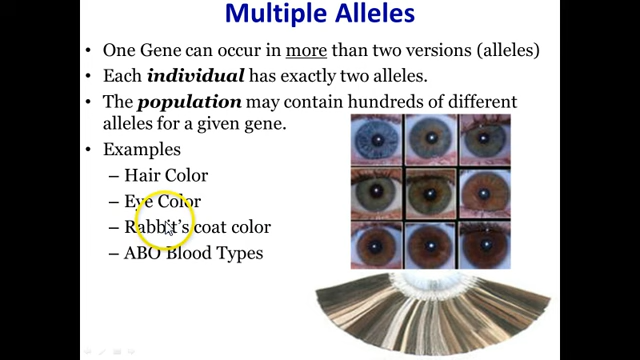 Multiple Alleles
• One Gene can occur in more than two versions (alleles)
• Each individual has exactly two alleles.
• The population may contain hundreds of different
alleles for a given gene.
• Examples
– Hair Color
– Eye Color
– Rabbit's coat color
– ABO Blood Types